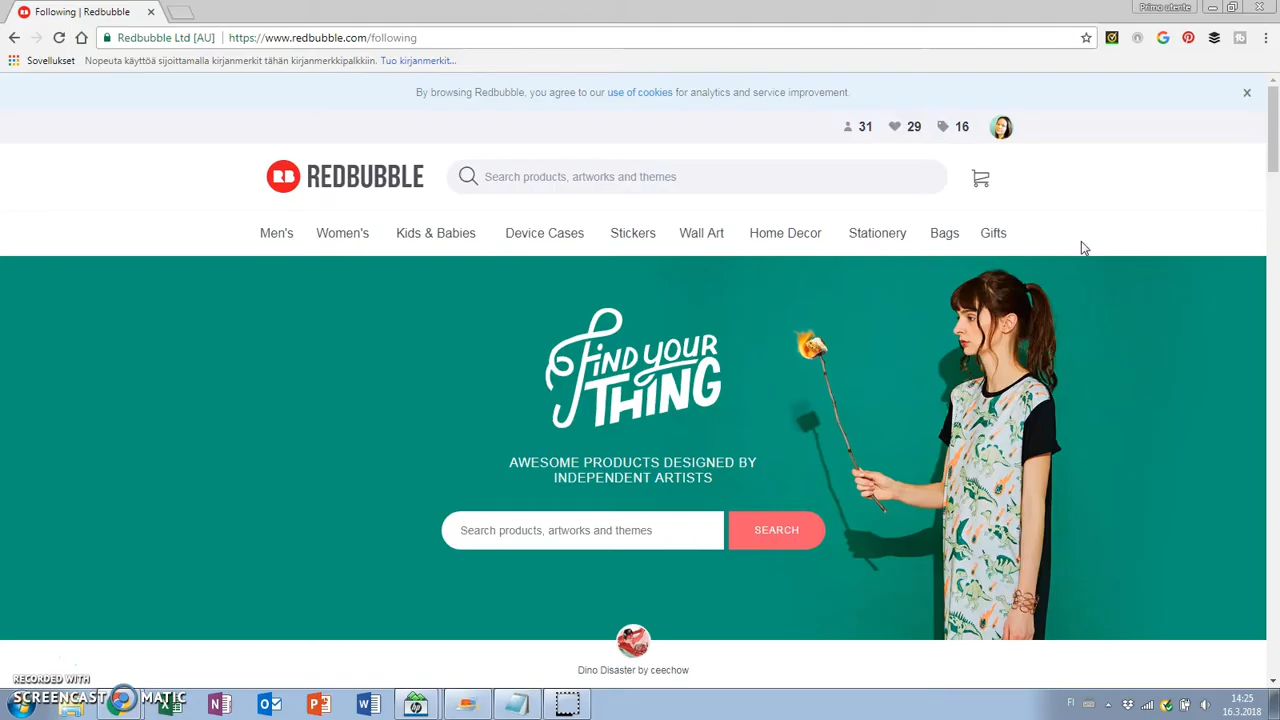 Following | Redbubble
Primo uteste
Redbubble Ltd [AU] https://www.redbubble.com/following
Sovellukset Nopeuta käyttöä sijoittamalla kirjanmerkit tähän kirjanmerkkipalkkiin. Tuo kirjanmerkit...
By browsing Redbubble, you agree to our use of cookies for analytics and service improvement.
31 29 16
RB REDBUBBLE Search products, artworks and themes
Men's Women's Kids & Babies Device Cases Stickers Wall Art Home Decor Stationery Bags Gifts
FIND YOUR
THING
AWESOME PRODUCTS DESIGNED BY
INDEPENDENT ARTISTS
Search products, artworks and themes SEARCH
Dino Disaster by ceechow
RECORDED WITH
SCREENCAST MATIC
FI 14:25
16.3.2018